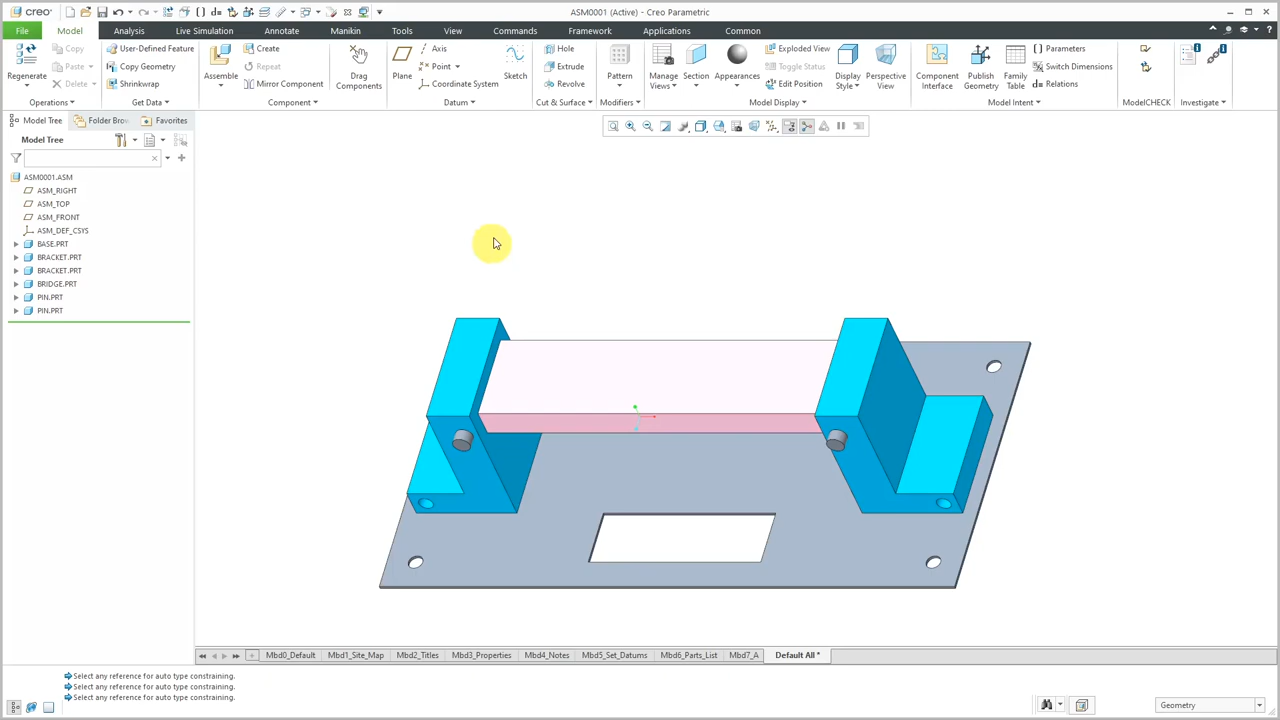 creo
ASM0001 (Active) - Creo Parametric
File
Model
Analysis
Live Simulation
Annotate
Manikin
Tools
View
Commands
Framework
Applications
Common
Regenerate
Copy
Paste
Delete
Operations
User-Defined Feature
Copy Geometry
Shrinkwrap
Get Data
Assemble
Create
Repeat
Mirror Component
Component
Drag
Components
Plane
Axis
Point
Coordinate System
Sketch
Datum
Hole
Extrude
Revolve
Cut & Surface
Pattern
Modifiers
Manage
Views
Section
Appearances
Exploded View
Toggle Status
Edit Position
Display
Style
Perspective
View
Model Display
Component
Interface
Publish
Geometry
Family
Table
Parameters
Switch Dimensions
Relations
Model Intent
ModelCHECK
Investigate
Model Tree
Folder Brow
Favorites
Model Tree
ASM0001.ASM
ASM_RIGHT
ASM_TOP
ASM_FRONT
ASM_DEF_CSYS
BASE.PRT
BRACKET.PRT
BRACKET.PRT
BRIDGE.PRT
PIN.PRT
PIN.PRT
Mbd0_Default
Mbd1_Site_Map
Mbd2_Titles
Mbd3_Properties
Mbd4_Notes
Mbd5_Set_Datums
Mbd6_Parts_List
Mbd7_A
Default All *
Select any reference for auto type constraining.
Select any reference for auto type constraining.
Select any reference for auto type constraining.
Geometry